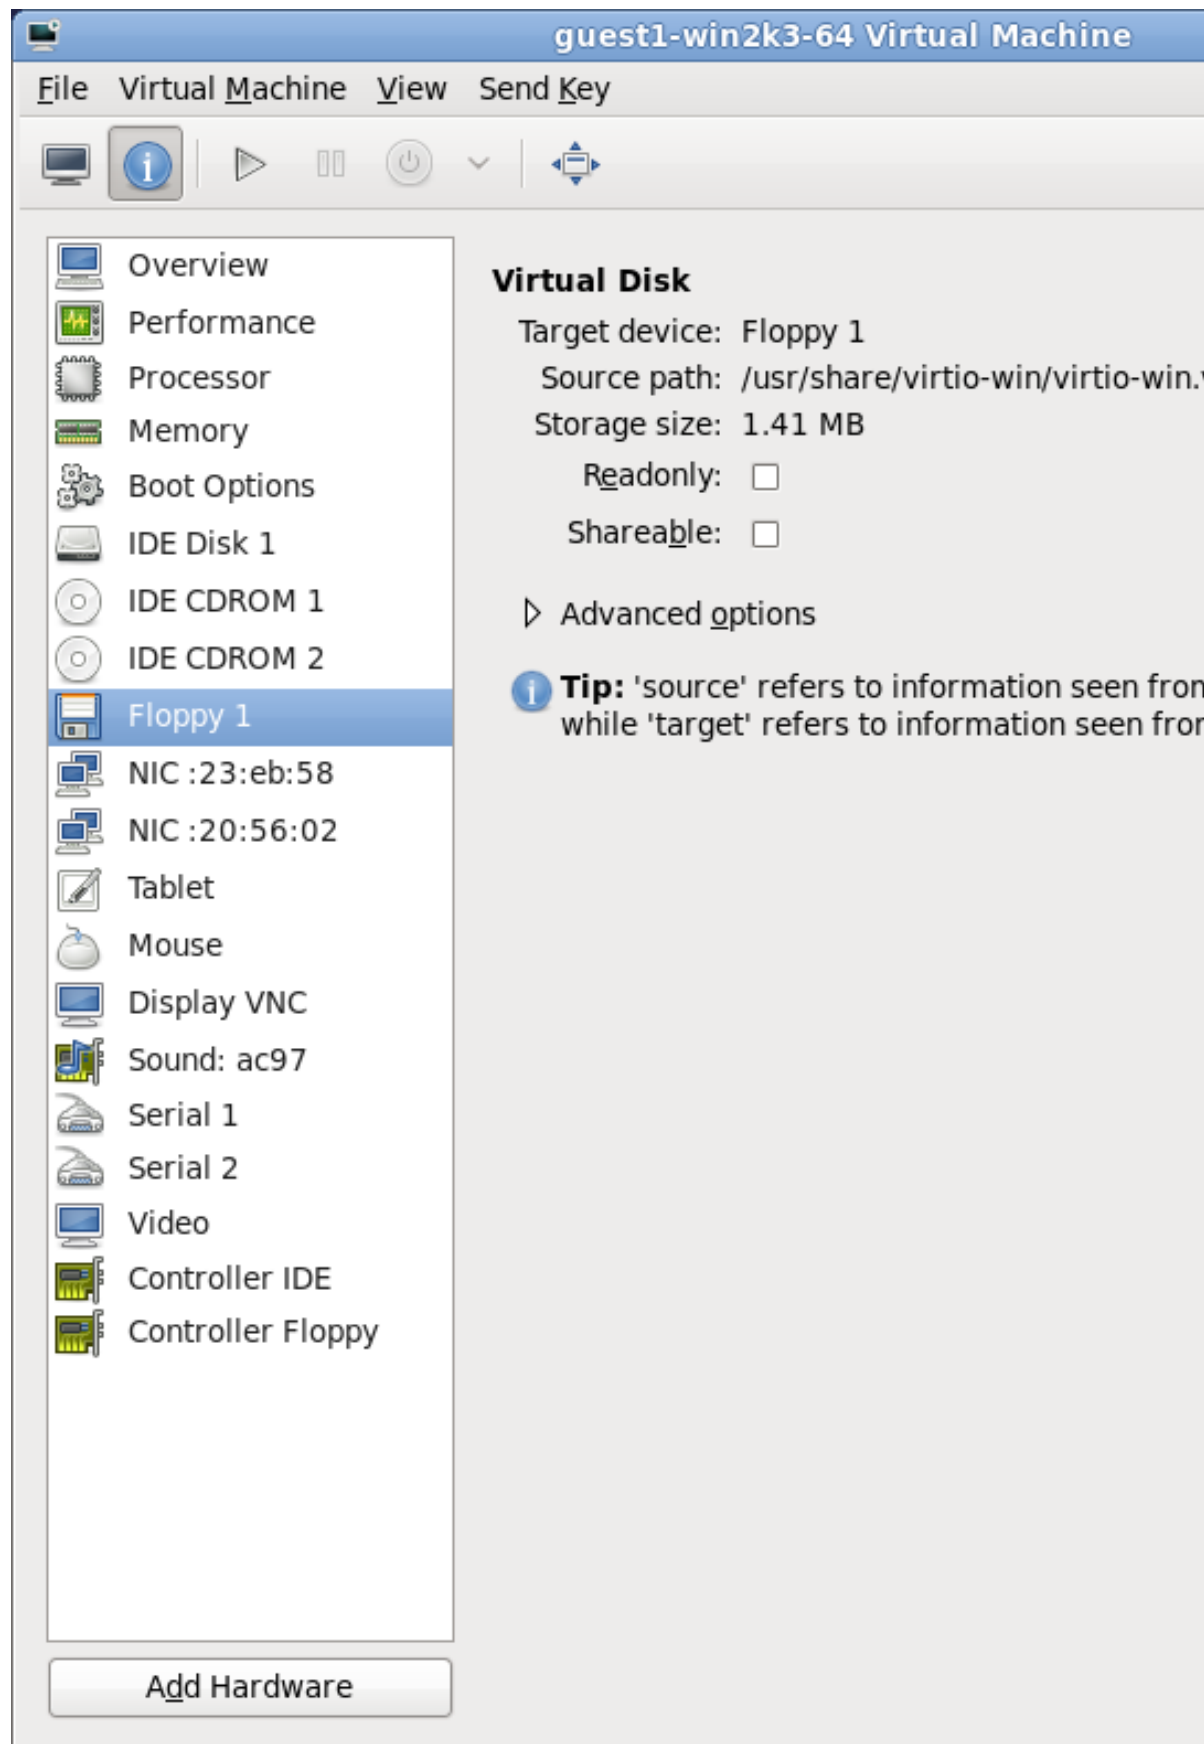 guest1-win2k3-64 Virtual Machine
File Virtual Machine View Send Key
Overview
Performance
Processor
Memory
Boot Options
IDE Disk 1
IDE CDROM 1
IDE CDROM 2
Floppy 1
NIC :23:eb:58
NIC :20:56:02
Tablet
Mouse
Display VNC
Sound: ac97
Serial 1
Serial 2
Video
Controller IDE
Controller Floppy
Add Hardware
Virtual Disk
Target device: Floppy 1
Source path: /usr/share/virtio-win/virtio-win.
Storage size: 1.41 MB
Readonly:
Shareable:
Advanced options
Tip: 'source' refers to information seen
while 'target' refers to information seen